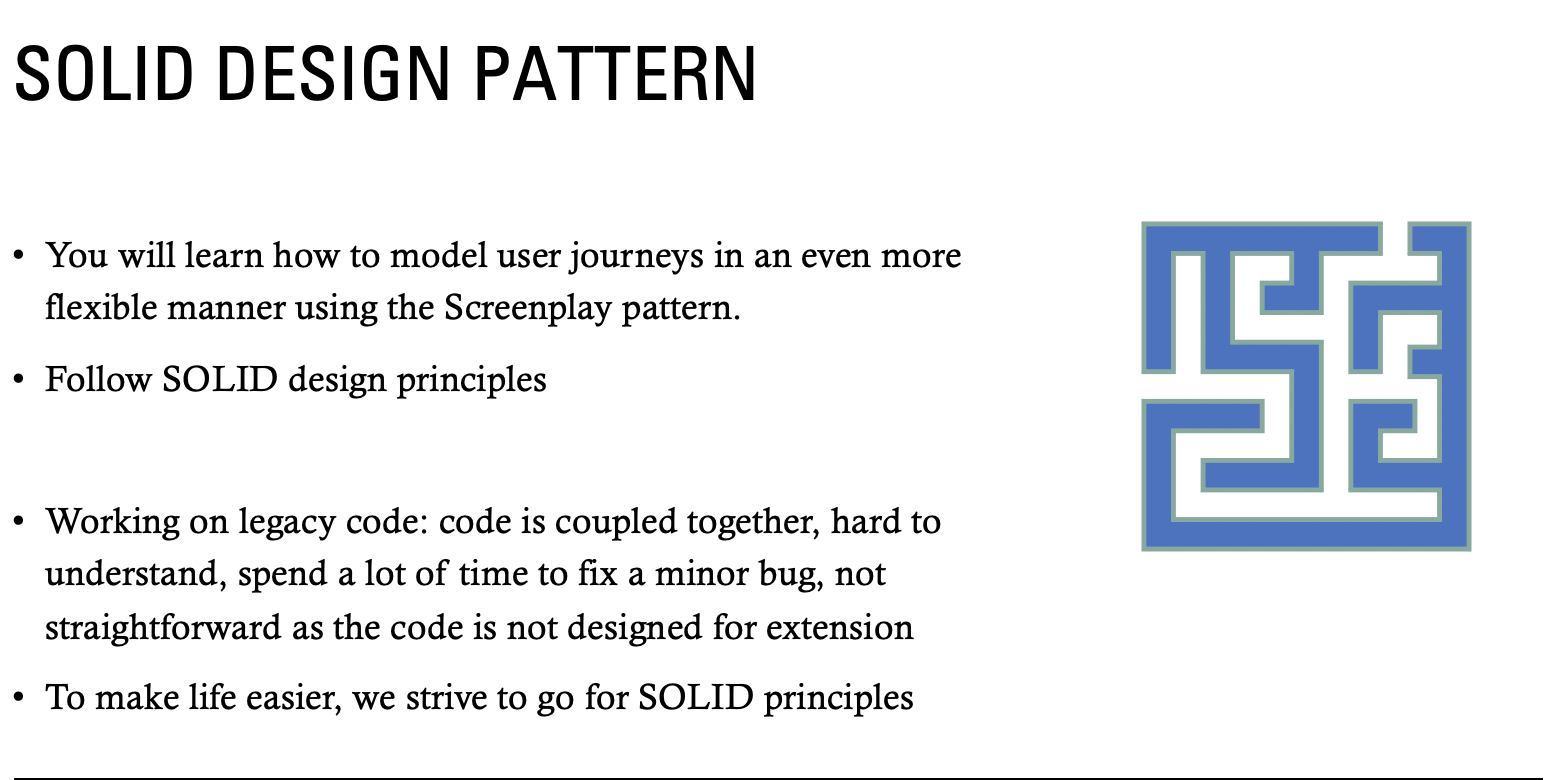 SOLID DESIGN PATTERN
• You will learn how to model user journeys in an even more
flexible manner using the Screenplay pattern.
• Follow SOLID design principles
• Working on legacy code: code is coupled together, hard to
understand, spend a lot of time to fix a minor bug, not
straightforward as the code is not designed for extension
• To make life easier, we strive to go for SOLID principles